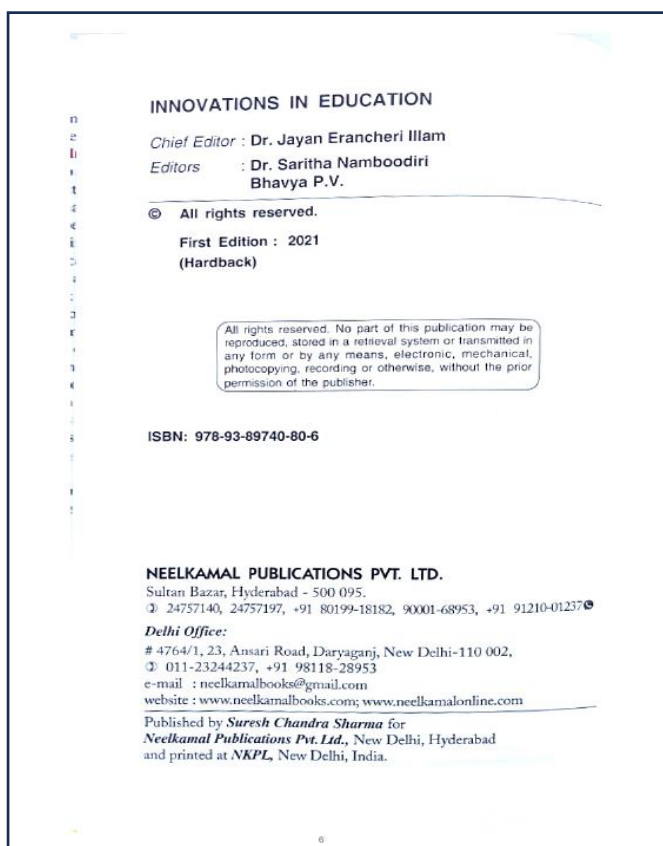 INNOVATIONS IN EDUCATION
Chief Editor : Dr. Jayan Erancheri Illam
Editors : Dr. Saritha Namboodiri
Bhavya P.V.
© All rights reserved.
First Edition : 2021
(Hardback)
All rights reserved. No part of this publication may be
reproduced, stored in a retrieval system or transmitted in
any form or by any means, electronic, mechanical,
photocopying, recording or otherwise, without the prior
permission of the publisher.
ISBN: 978-93-89740-80-6
NEELKAMAL PUBLICATIONS PVT. LTD.
Sultan Bazar, Hyderabad - 500 095.
✆ 24757140, 24757197, +91 80199-18182, 90001-68953, +91 91210-01237
Delhi Office:
# 4764/1, 23, Ansari Road, Daryaganj, New Delhi-110 002,
✆ 011-23244237, +91 98118-28953
e-mail : neelkamalbooks@gmail.com
website : www.neelkamalbooks.com; www.neelkamalonline.com
Published by Suresh Chandra Sharma for
Neelkamal Publications Pvt. Ltd., New Delhi, Hyderabad
and printed at NKPL, New Delhi, India.
6